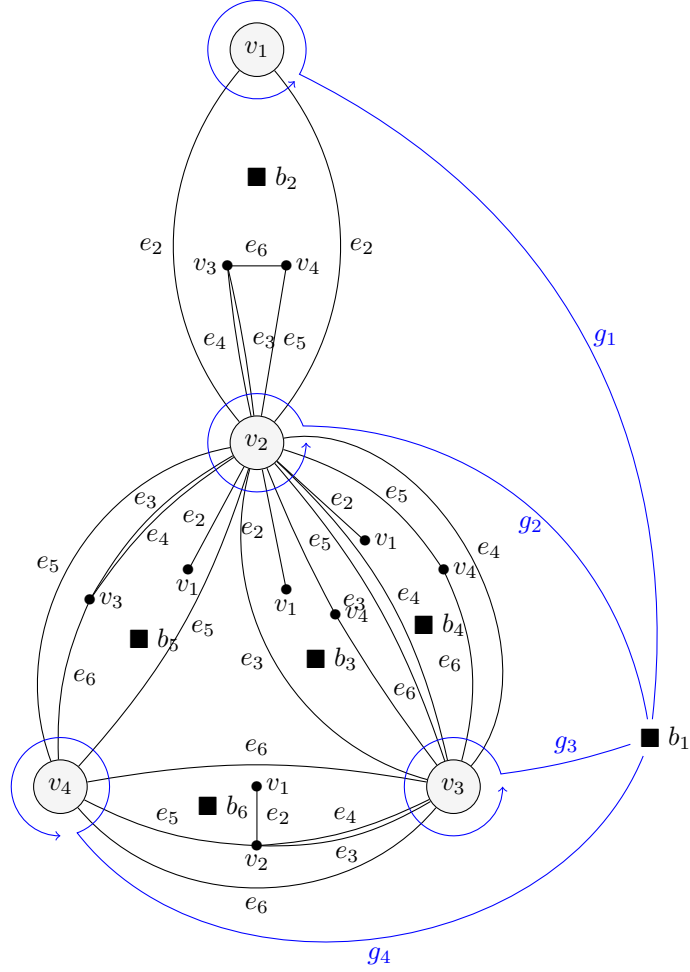 v₁
b₂
e₂ e₂
e₆
v₃ v₄
e₄ e₃ e₅
g₁
v₂
g₂
e₃ e₂ e₂ e₅
e₅ e₄ e₂ e₅ e₄
v₁ v₄
v₃ v₁ v₁ e₃ e₄
v₄ b₄
b₅ e₅ e₃ b₃ e₆
e₆ e₆
e₆ g₃ b₁
v₄ v₁ v₃
b₆ e₂
e₅ e₄
v₂ e₃
e₆
g₄